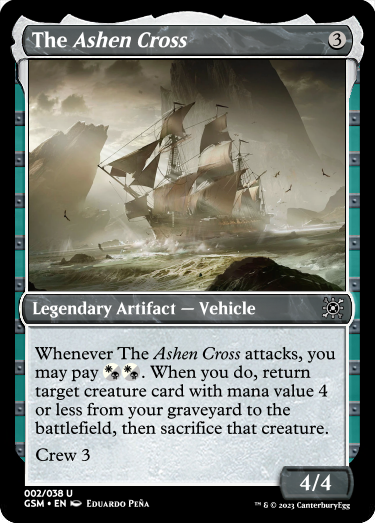 The Ashen Cross 3
Legendary Artifact — Vehicle
Whenever The Ashen Cross attacks, you
may pay . When you do, return
target creature card with mana value 4
or less from your graveyard to the
battlefield, then sacrifice that creature.
Crew 3
4/4
002/038 U
GSM • EN Eduardo Peña
™ & © 2023 CanterburyEgg